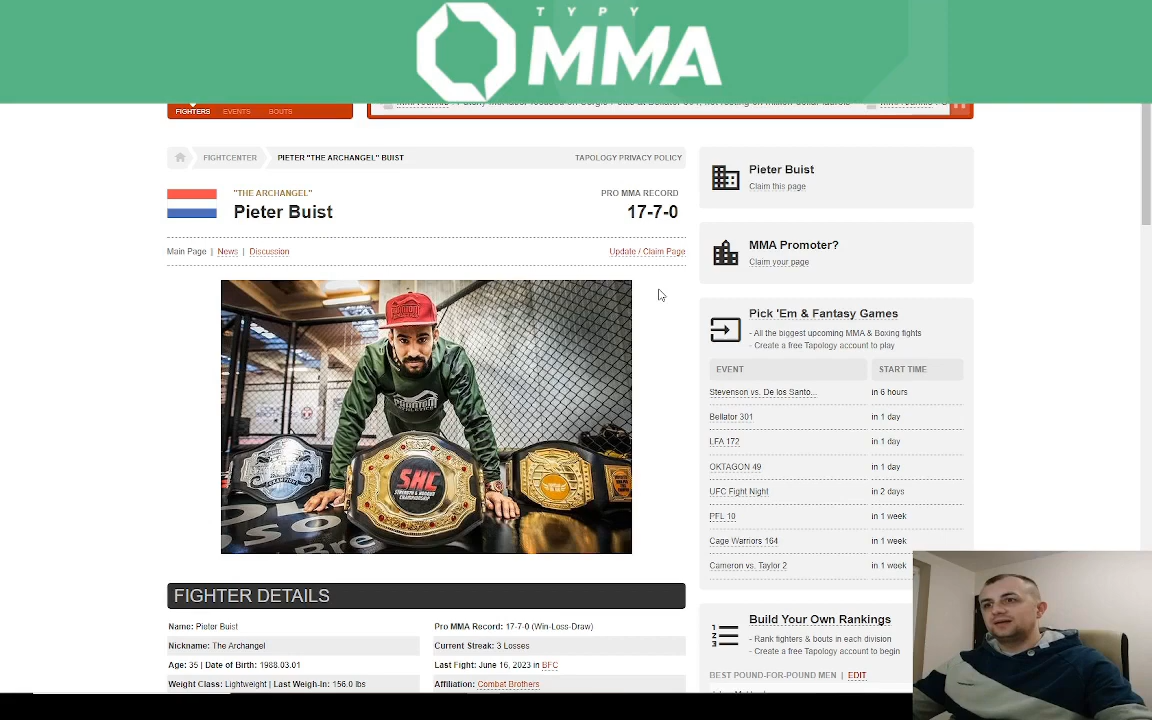 TYPY
MMA
FIGHTERS EVENTS BOUTS
FIGHTCENTER PIETER "THE ARCHANGEL" BUIST TAPOLOGY PRIVACY POLICY
"THE ARCHANGEL" PRO MMA RECORD
Pieter Buist 17-7-0
Main Page | News | Discussion Update / Claim Page
PHANTOM
ATHLETICS
SHC
FIGHTER DETAILS
Name: Pieter Buist Pro MMA Record: 17-7-0 (Win-Loss-Draw)
Nickname: The Archangel Current Streak: 3 Losses
Age: 35 | Date of Birth: 1988.03.01 Last Fight: June 16, 2023 in BFC
Weight Class: Lightweight | Last Weigh-In: 156.0 lbs Affiliation: Combat Brothers
Pieter Buist
Claim this page
MMA Promoter?
Claim your page
Pick 'Em & Fantasy Games
- All the biggest upcoming MMA & Boxing fights
- Create a free Tapology account to play
EVENT START TIME
Stevenson vs. De los Santo... in 6 hours
Bellator 301 in 1 day
LFA 172 in 1 day
OKTAGON 49 in 1 day
UFC Fight Night in 2 days
PFL 10 in 1 week
Cage Warriors 164 in 1 week
Cameron vs. Taylor 2 in 1 week
Build Your Own Rankings
- Rank fighters & bouts in each division
- Create a free Tapology account to begin
BEST POUND-FOR-POUND MEN | EDIT